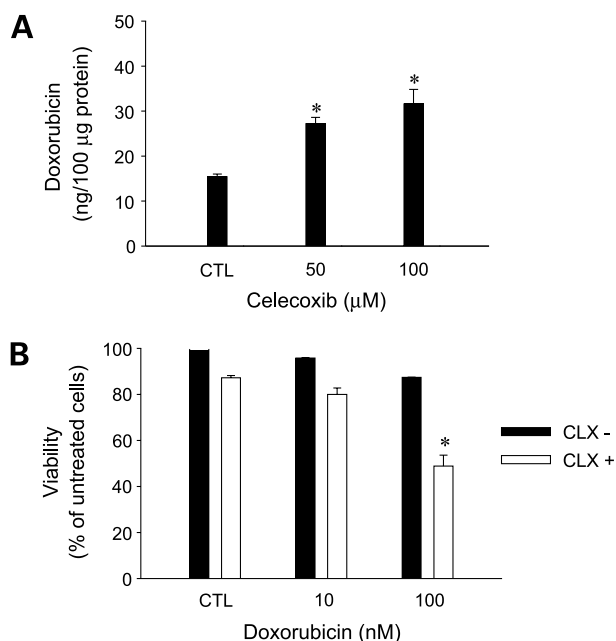 A
Doxorubicin
(ng/100 µg protein)
50
40
30
20
10
0
*
*
CTL
50
100
Celecoxib (µM)
B
Viability
(% of untreated cells)
100
80
60
40
20
0
*
CLX -
CLX +
CTL
10
100
Doxorubicin (nM)